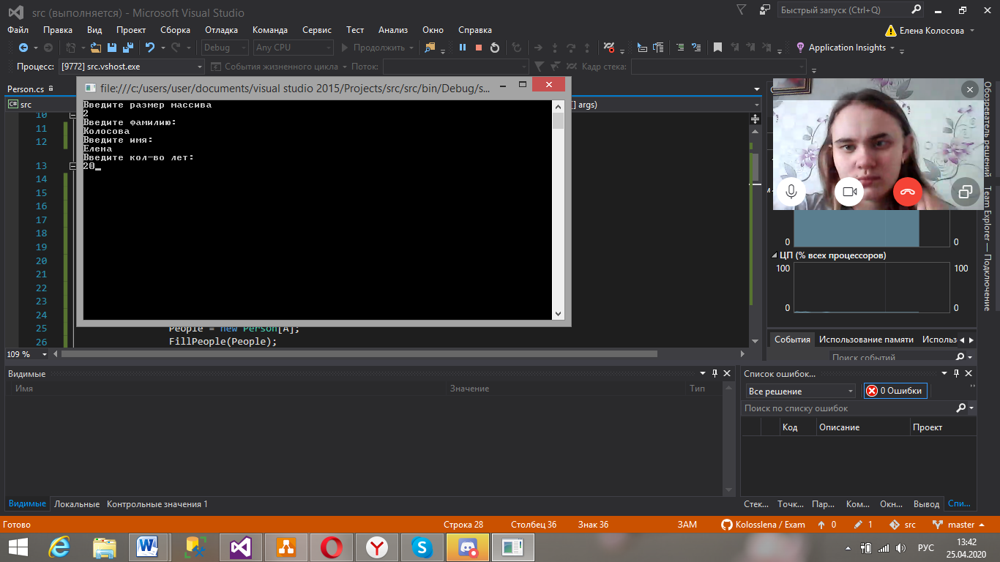 src (выполняется) - Microsoft Visual Studio
Быстрый запуск (Ctrl+Q)
Файл Правка Вид Проект Сборка Отладка Команда Сервис Тест Анализ Окно Справка
Елена Колосова
Debug Any CPU Продолжить Application Insights
Процесс: [9772] src.vshost.exe События жизненного цикла Поток: Кадр стека:
Person.cs
file:///c:/users/user/documents/visual studio 2015/Projects/src/src/bin/Debug/s...
src
] args)
Введите размер массива
2
Введите фамилию:
Колосова
Введите имя:
Елена
Введите кол-во лет:
20
10
11
12
13
14
15
16
17
18
19
20
21
22
23
24
25 People = new Person[A];
26 FillPeople(People);
109 %
Обозреватель решений
Team Explorer — Подключение
0 0
ЦП (% всех процессоров)
100 100
0 0
События Использование памяти Использ
Поиск событий
Видимые
Имя Значение Тип
Видимые Локальные Контрольные значения 1
Список ошибок...
Все решение 0 Ошибки
Поиск по списку ошибок
Код Описание Проект
Стек... Точк... Пар... Ком... Окн... Вывод Спи...
Готово Строка 28 Столбец 36 Знак 36 ЗАМ Kolosslena / Exam 0 1 src master
РУС
13:42
25.04.2020